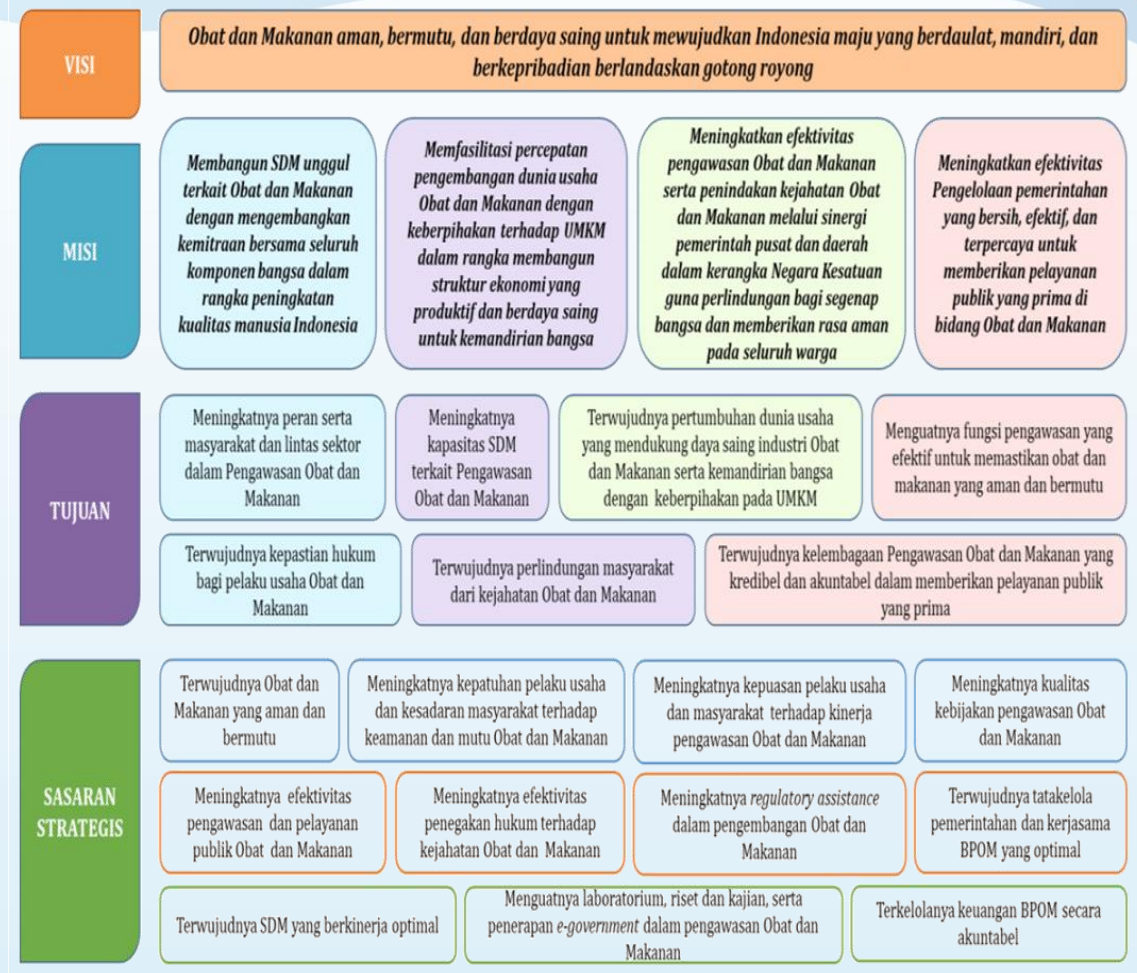 VISI
Obat dan Makanan aman, bermutu, dan berdaya saing untuk mewujudkan Indonesia maju yang berdaulat, mandiri, dan
berkepribadian berlandaskan gotong royong
MISI
Membangun SDM unggul
terkait Obat dan Makanan
dengan mengembangkan
kemitraan bersama seluruh
komponen bangsa dalam
rangka peningkatan
kualitas manusia Indonesia
Memfasilitasi percepatan
pengembangan dunia usaha
Obat dan Makanan dengan
keberpihakan terhadap UMKM
dalam rangka membangun
struktur ekonomi yang
produktif dan berdaya saing
untuk kemandirian bangsa
Meningkatkan efektivitas
pengawasan Obat dan Makanan
serta penindakan kejahatan Obat
dan Makanan melalui sinergi
pemerintah pusat dan daerah
dalam kerangka Negara Kesatuan
guna perlindungan bagi segenap
bangsa dan memberikan rasa aman
pada seluruh warga
Meningkatkan efektivitas
Pengelolaan pemerintahan
yang bersih, efektif, dan
terpercaya untuk
memberikan pelayanan
publik yang prima di
bidang Obat dan Makanan
TUJUAN
Meningkatnya peran serta
masyarakat dan lintas sektor
dalam Pengawasan Obat dan
Makanan
Meningkatnya
kapasitas SDM
terkait Pengawasan
Obat dan Makanan
Terwujudnya pertumbuhan dunia usaha
yang mendukung daya saing industri Obat
dan Makanan serta kemandirian bangsa
dengan keberpihakan pada UMKM
Menguatnya fungsi pengawasan yang
efektif untuk memastikan obat dan
makanan yang aman dan bermutu
Terwujudnya kepastian hukum
bagi pelaku usaha Obat dan
Makanan
Terwujudnya perlindungan masyarakat
dari kejahatan Obat dan Makanan
Terwujudnya kelembagaan Pengawasan Obat dan Makanan yang
kredibel dan akuntabel dalam memberikan pelayanan publik
yang prima
SASARAN
STRATEGIS
Terwujudnya Obat dan
Makanan yang aman dan
bermutu
Meningkatnya kepatuhan pelaku usaha
dan kesadaran masyarakat terhadap
keamanan dan mutu Obat dan Makanan
Meningkatnya kepuasan pelaku usaha
dan masyarakat terhadap kinerja
pengawasan Obat dan Makanan
Meningkatnya kualitas
kebijakan pengawasan Obat
dan Makanan
Meningkatnya efektivitas
pengawasan dan pelayanan
publik Obat dan Makanan
Meningkatnya efektivitas
penegakan hukum terhadap
kejahatan Obat dan Makanan
Meningkatnya regulatory assistance
dalam pengembangan Obat dan
Makanan
Terwujudnya tatakelola
pemerintahan dan kerjasama
BPOM yang optimal
Terwujudnya SDM yang berkinerja optimal
Menguatnya laboratorium, riset dan kajian, serta
penerapan e-government dalam pengawasan Obat dan
Makanan
Terkelolanya keuangan BPOM secara
akuntabel